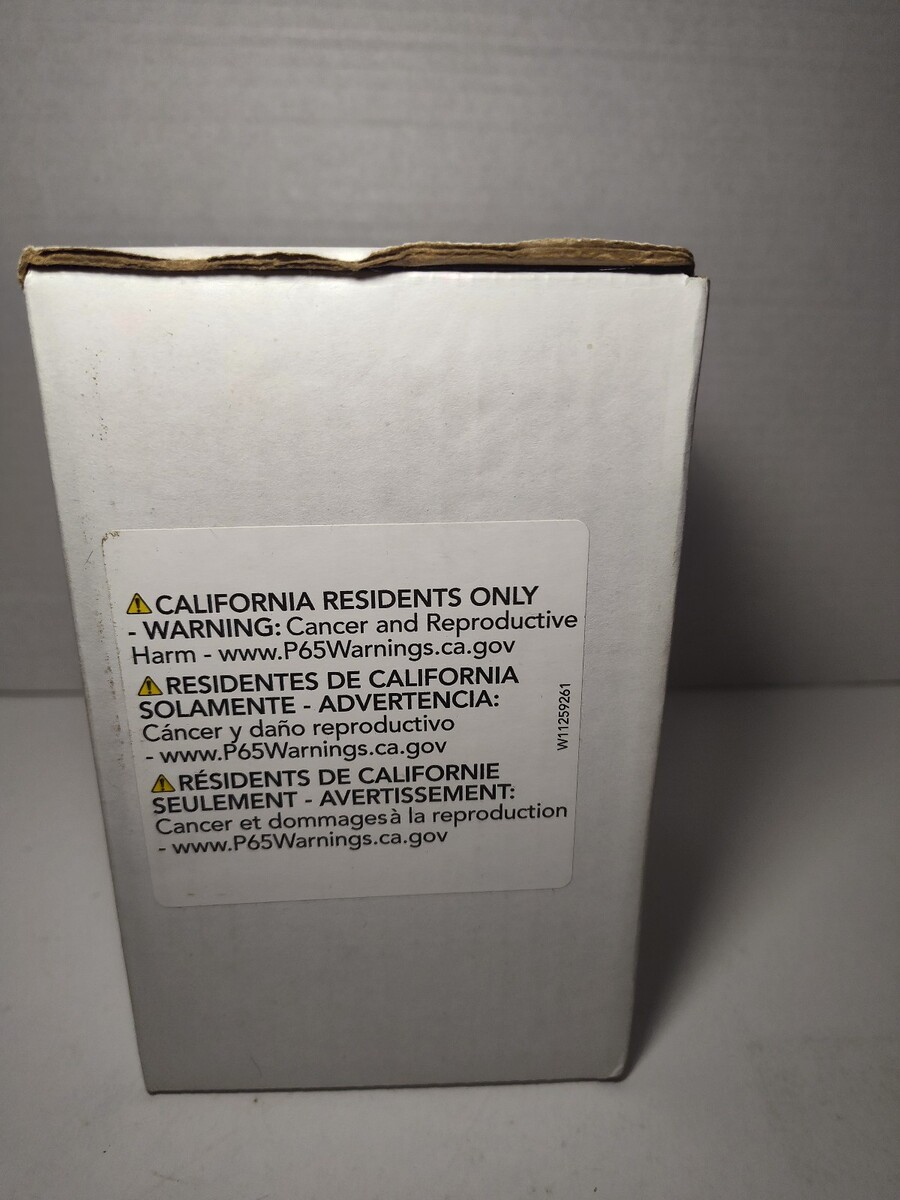 ⚠CALIFORNIA RESIDENTS ONLY
- WARNING: Cancer and Reproductive
Harm - www.P65Warnings.ca.gov
⚠RESIDENTES DE CALIFORNIA
SOLAMENTE - ADVERTENCIA:
Cáncer y daño reproductivo
- www.P65Warnings.ca.gov
⚠RÉSIDENTS DE CALIFORNIE
SEULEMENT - AVERTISSEMENT:
Cancer et dommages à la reproduction
- www.P65Warnings.ca.gov
W11259261